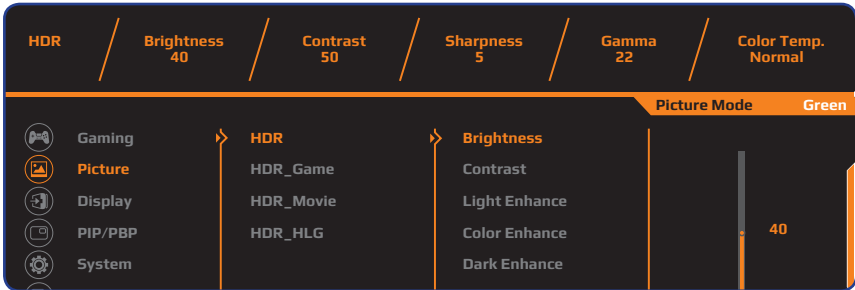 HDR
Brightness
40
Contrast
50
Sharpness
5
Gamma
22
Color Temp.
Normal
Picture Mode Green
Gaming HDR Brightness
Picture HDR_Game Contrast
Display HDR_Movie Light Enhance
PIP/PBP HDR_HLG Color Enhance 40
System Dark Enhance